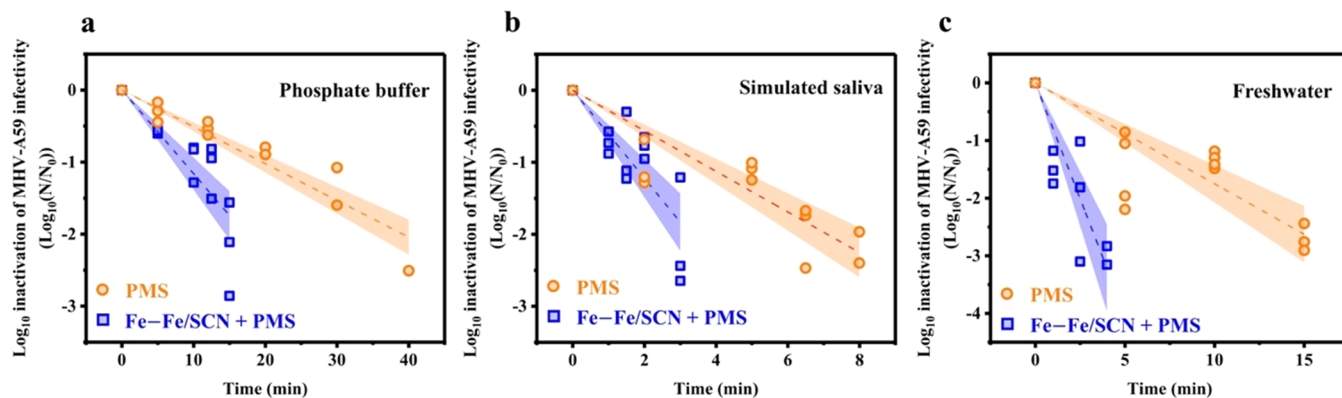 a
Log10 inactivation of MHV-A59 infectivity
(Log10(N/N0))
0
-1
-2
-3
Phosphate buffer
PMS
Fe−Fe/SCN + PMS
0
10
20
30
40
Time (min)
b
Log10 inactivation of MHV-A59 infectivity
(Log10(N/N0))
0
-1
-2
-3
Simulated saliva
PMS
Fe−Fe/SCN + PMS
0
2
4
6
8
Time (min)
c
Log10 inactivation of MHV-A59 infectivity
(Log10(N/N0))
0
-1
-2
-3
-4
Freshwater
PMS
Fe−Fe/SCN + PMS
0
5
10
15
Time (min)